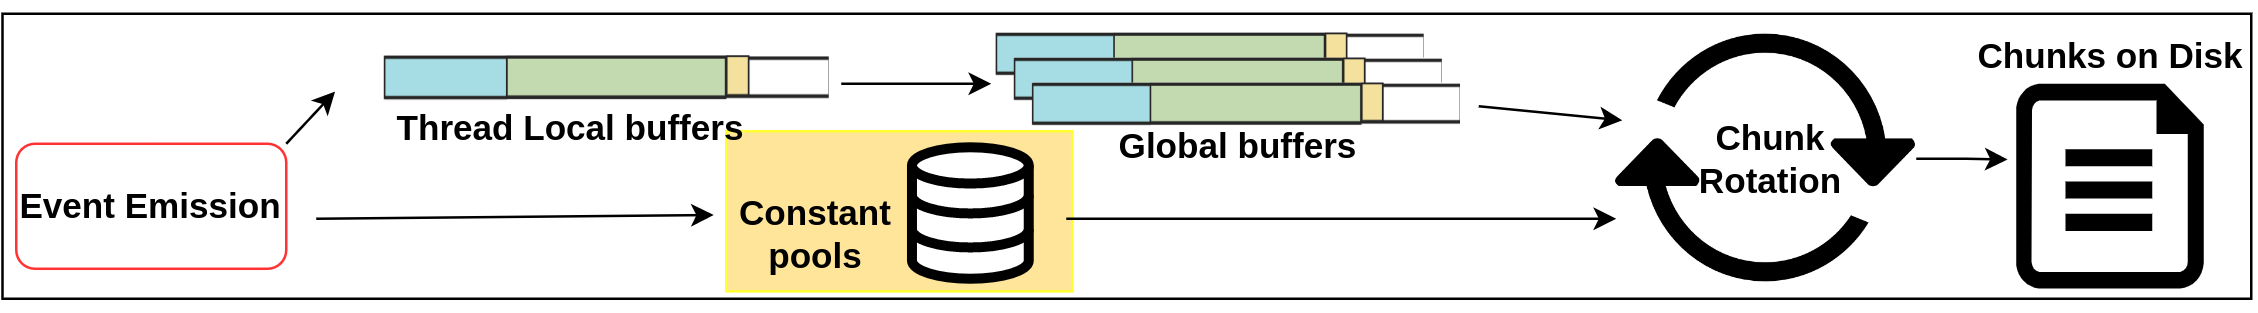 Event Emission
Thread Local buffers
Constant
pools
Global buffers
Chunk
Rotation
Chunks on Disk